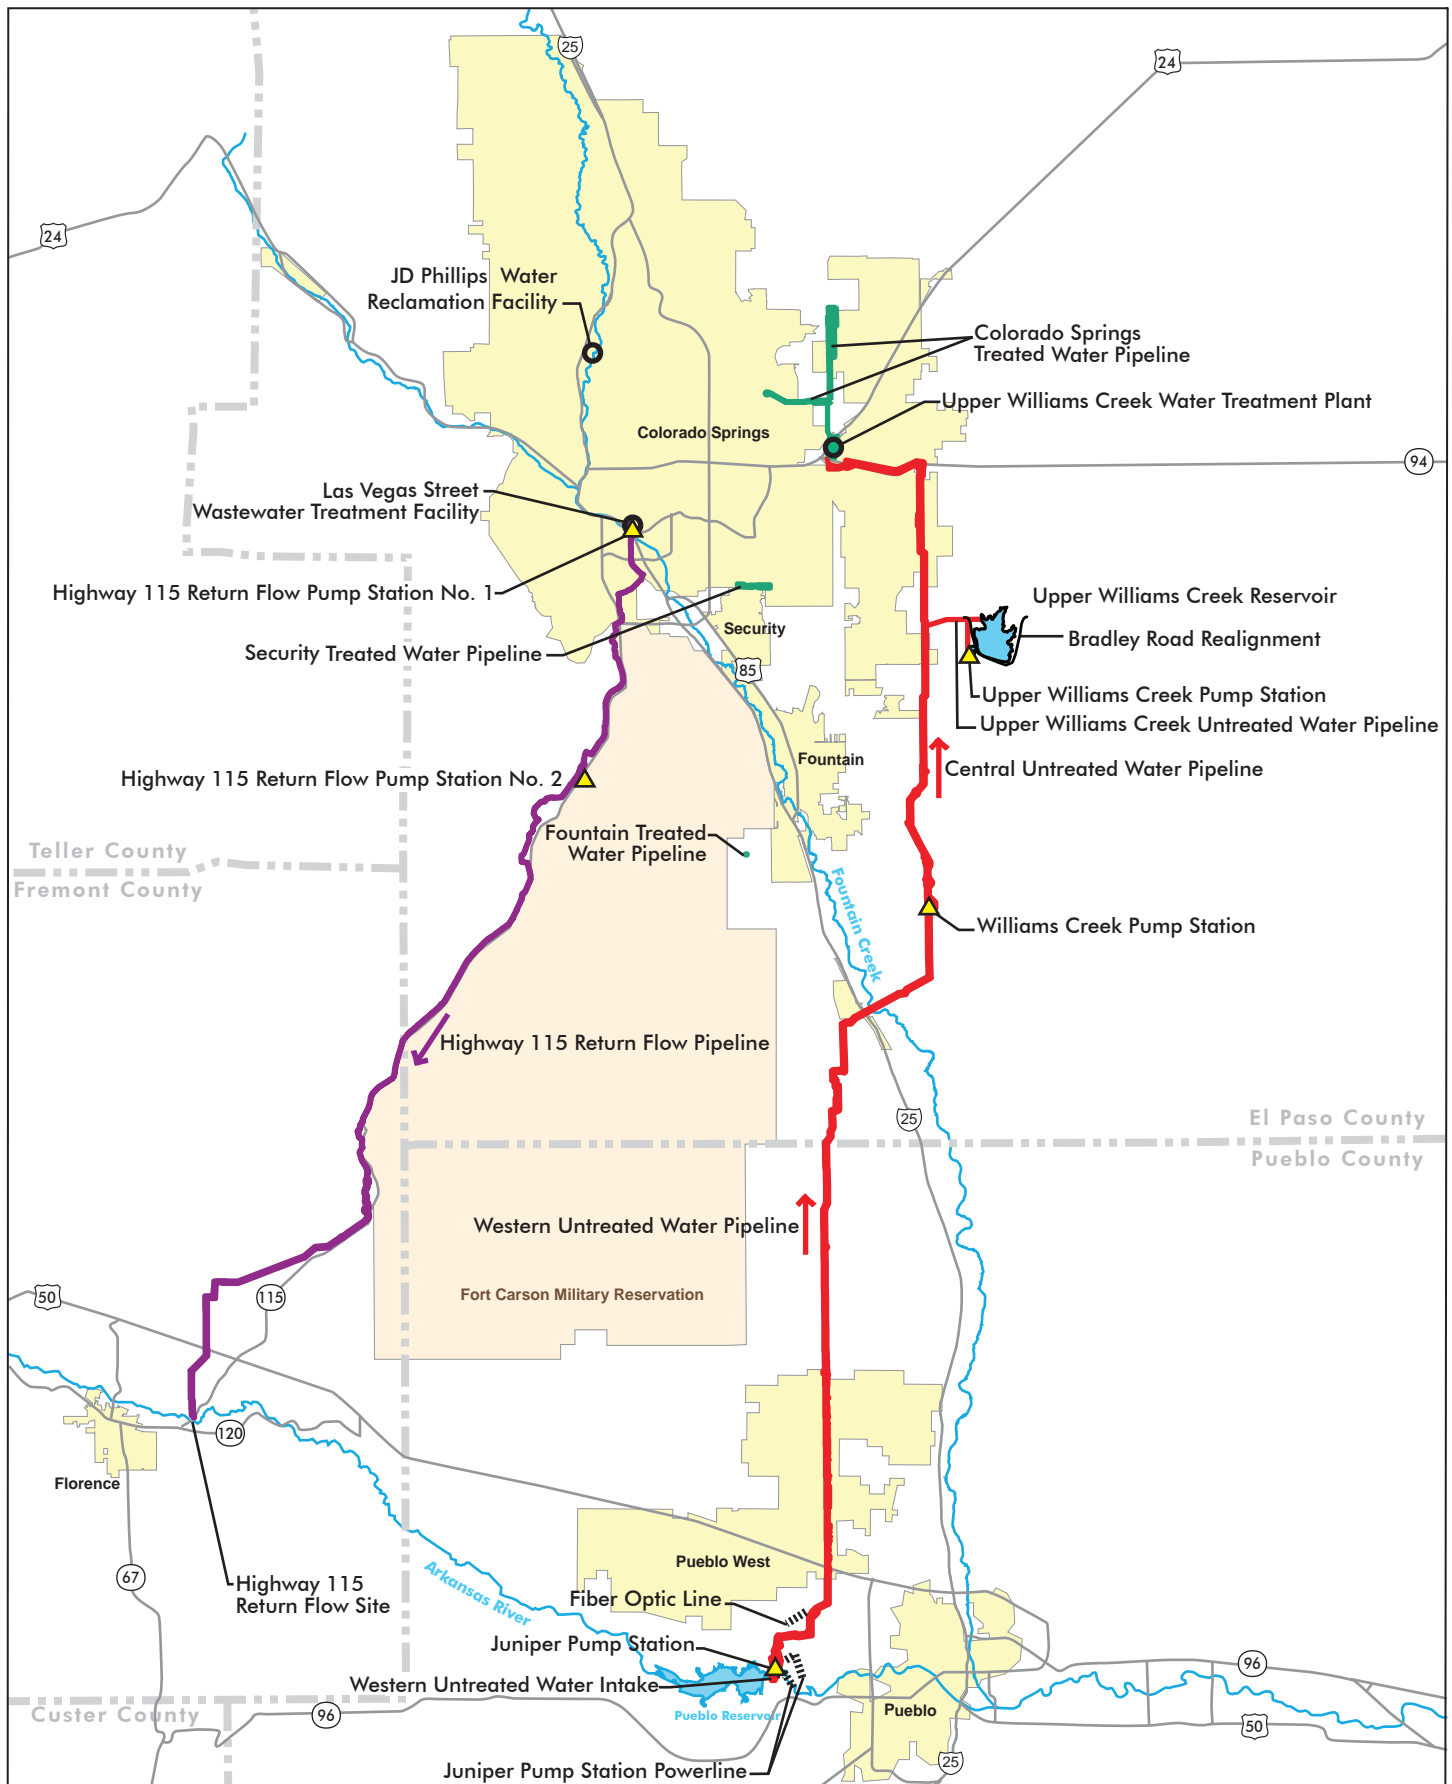 25
24
24
JD Phillips Water
Reclamation Facility
Colorado Springs
Treated Water Pipeline
Upper Williams Creek Water Treatment Plant
Colorado Springs
94
Las Vegas Street
Wastewater Treatment Facility
Highway 115 Return Flow Pump Station No. 1
Upper Williams Creek Reservoir
Security
Bradley Road Realignment
Security Treated Water Pipeline
85
Upper Williams Creek Pump Station
Upper Williams Creek Untreated Water Pipeline
Fountain
Central Untreated Water Pipeline
Highway 115 Return Flow Pump Station No. 2
Fountain Treated
Water Pipeline
Teller County
Fremont County
Fountain Creek
Williams Creek Pump Station
Highway 115 Return Flow Pipeline
25
El Paso County
Pueblo County
Western Untreated Water Pipeline
Fort Carson Military Reservation
50
115
120
Florence
Pueblo West
67
Highway 115
Return Flow Site
Arkansas River
Fiber Optic Line
Juniper Pump Station
96
Western Untreated Water Intake
Pueblo Reservoir
Pueblo
Custer County
96
50
25
Juniper Pump Station Powerline